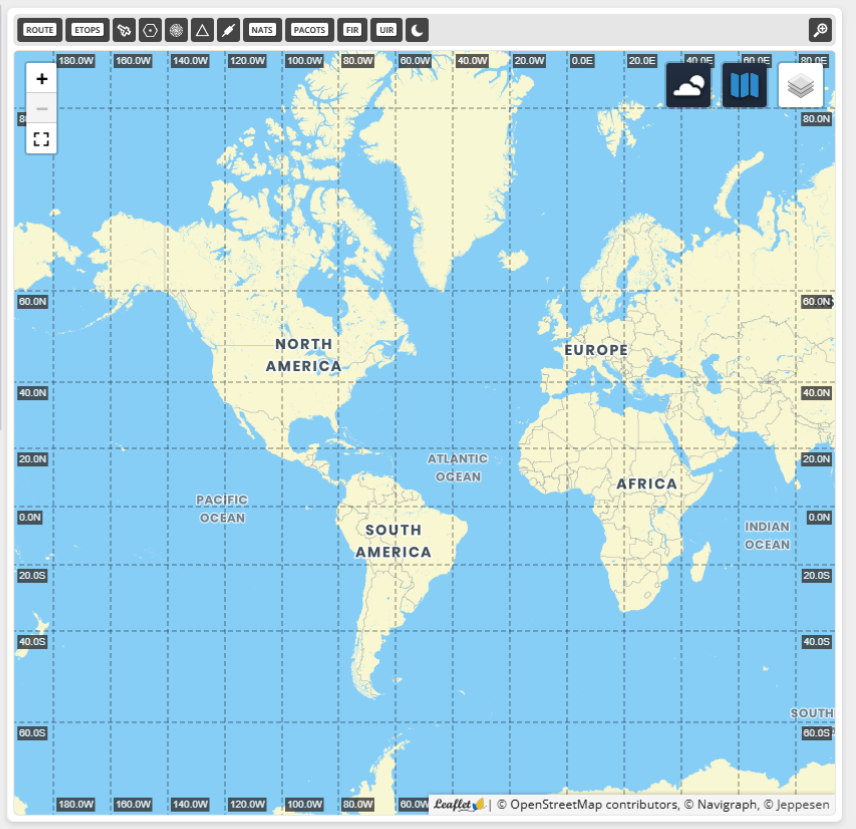 ROUTE ETOPS NATS PACOTS FIR UIR
180.0W 160.0W 140.0W 120.0W 100.0W 80.0W 60.0W 40.0W 20.0W 0.0E 20.0E 40.0E 60.0E 80.0E
+
−
80.0N
60.0N 60.0N
NORTH
AMERICA
EUROPE
40.0N 40.0N
20.0N 20.0N
ATLANTIC
OCEAN
AFRICA
PACIFIC
OCEAN
0.0N 0.0N
SOUTH
AMERICA
INDIAN
OCEAN
20.0S 20.0S
40.0S 40.0S
SOUTH
60.0S 60.0S
180.0W 160.0W 140.0W 120.0W 100.0W 80.0W 60.0W
Leaflet | © OpenStreetMap contributors, © Navigraph, © Jeppesen